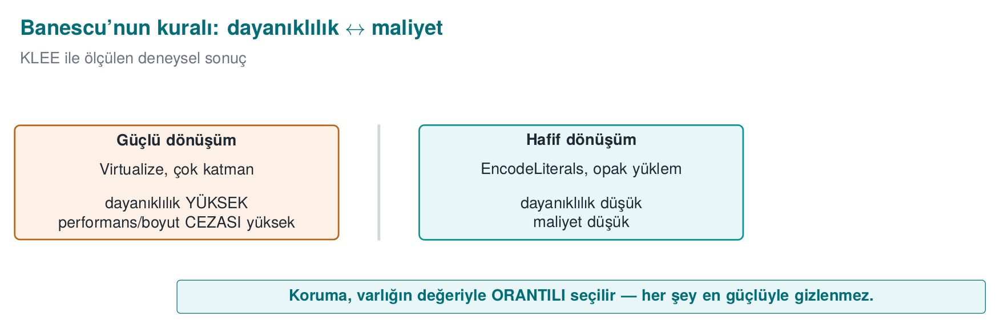 Banescu’nun kuralı: dayanıklılık ↔ maliyet
KLEE ile ölçülen deneysel sonuç
Güçlü dönüşüm
Virtualize, çok katman
dayanıklılık YÜKSEK
performans/boyut CEZASI yüksek
Hafif dönüşüm
EncodeLiterals, opak yüklem
dayanıklılık düşük
maliyet düşük
Koruma, varlığın değeriyle ORANTILI seçilir — her şey en güçlüyle gizlenmez.